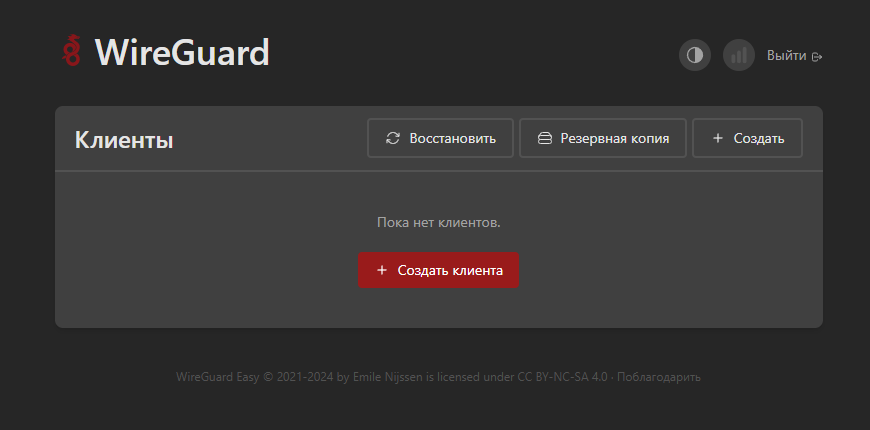 WireGuard
Выйти
Клиенты
Восстановить
Резервная копия
Создать
Пока нет клиентов.
Создать клиента
WireGuard Easy © 2021-2024 by Emile Nijssen is licensed under CC BY-NC-SA 4.0 · Поблагодарить